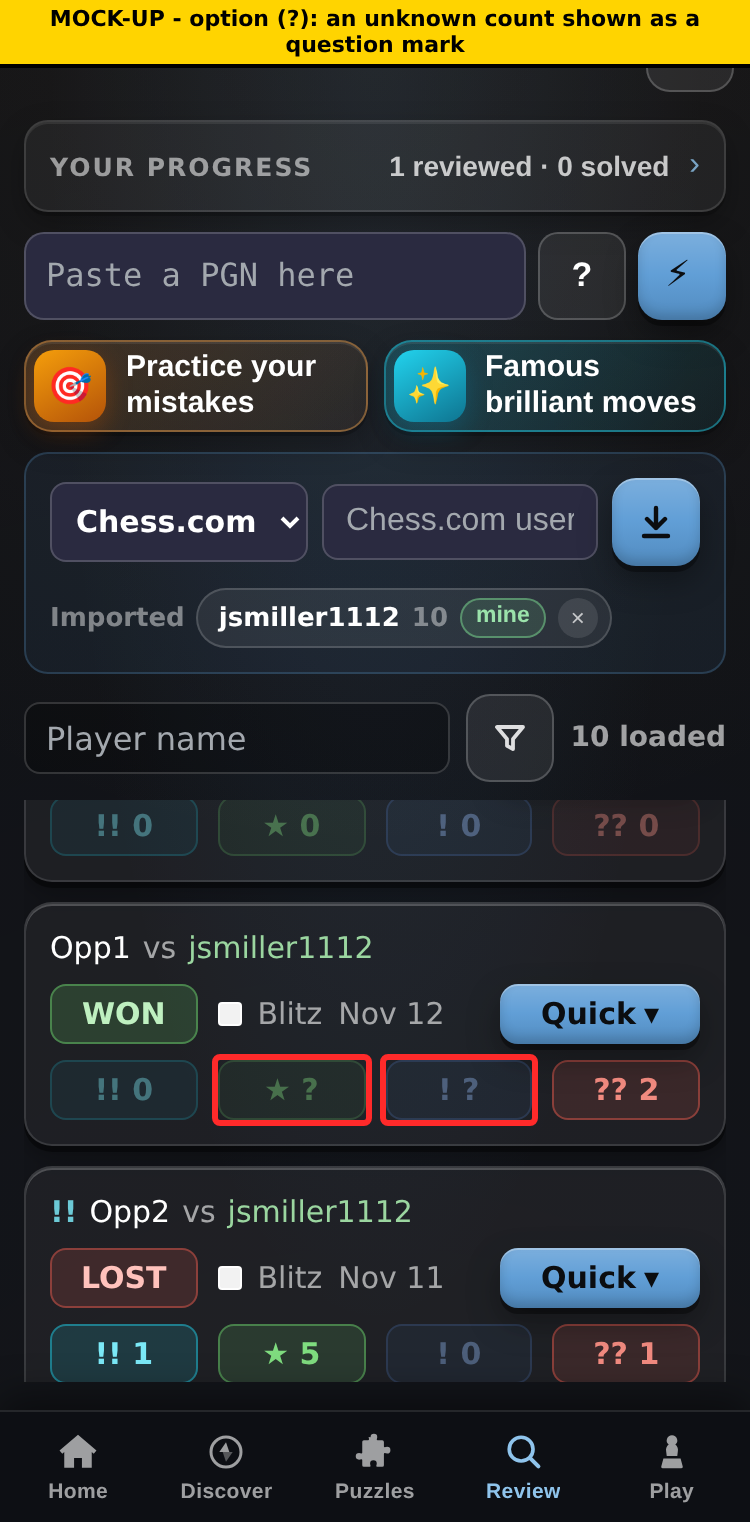 MOCK-UP - option (?): an unknown count shown as a
question mark
YOUR PROGRESS 1 reviewed · 0 solved ›
Paste a PGN here ? ⚡
Practice your
mistakes
Famous
brilliant moves
Chess.com Chess.com user
Imported jsmiller1112 10 mine ×
Player name 10 loaded
!! 0 ★ 0 ! 0 ?? 0
Opp1 vs jsmiller1112
WON Blitz Nov 12 Quick ▾
!! 0 ★ ? ! ? ?? 2
!! Opp2 vs jsmiller1112
LOST Blitz Nov 11 Quick ▾
!! 1 ★ 5 ! 0 ?? 1
Home Discover Puzzles Review Play